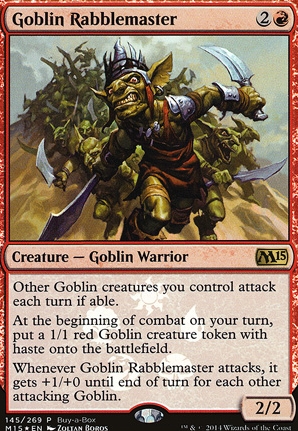 Goblin Rabblemaster 2
Creature — Goblin Warrior M15
Other Goblin creatures you control attack
each turn if able.
At the beginning of combat on your turn,
put a 1/1 red Goblin creature token with
haste onto the battlefield.
Whenever Goblin Rabblemaster attacks, it
gets +1/+0 until end of turn for each other
attacking Goblin.
2/2
145/269 P Buy-a-Box
M15 ★ EN Zoltan Boros
™ & © 2014 Wizards of the Coast